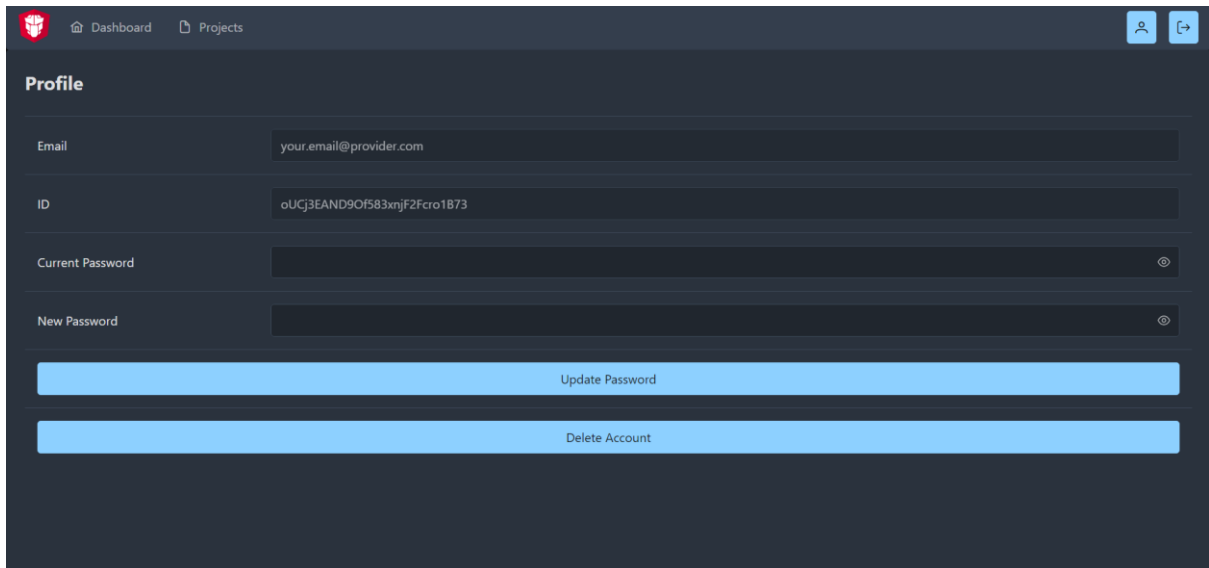 Dashboard Projects
Profile
Email your.email@provider.com
ID oUCj3EAND9Of583xnjF2Fcro1B73
Current Password
New Password
Update Password
Delete Account